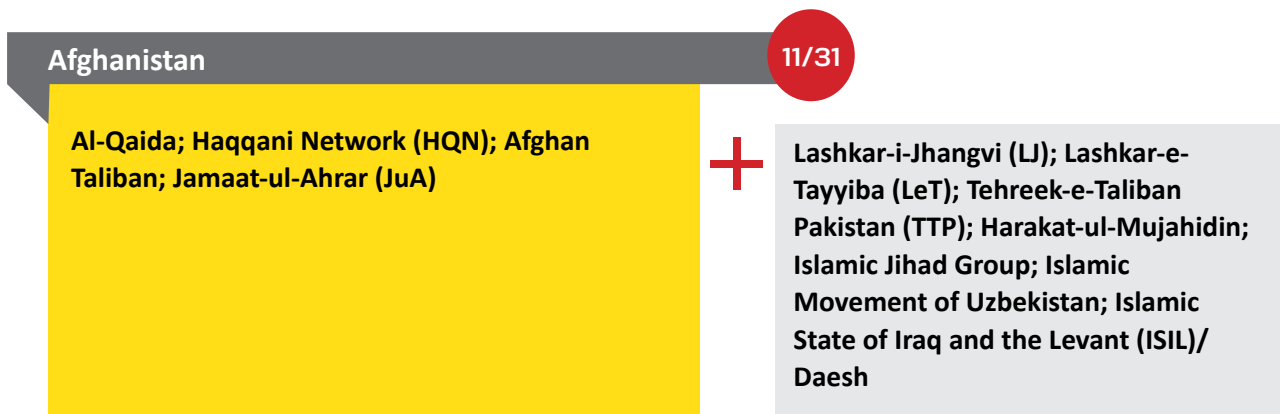 Afghanistan
11/31
Al-Qaida; Haqqani Network (HQN); Afghan
Taliban; Jamaat-ul-Ahrar (JuA)
+
Lashkar-i-Jhangvi (LJ); Lashkar-e-
Tayyiba (LeT); Tehreek-e-Taliban
Pakistan (TTP); Harakat-ul-Mujahidin;
Islamic Jihad Group; Islamic
Movement of Uzbekistan; Islamic
State of Iraq and the Levant (ISIL)/
Daesh